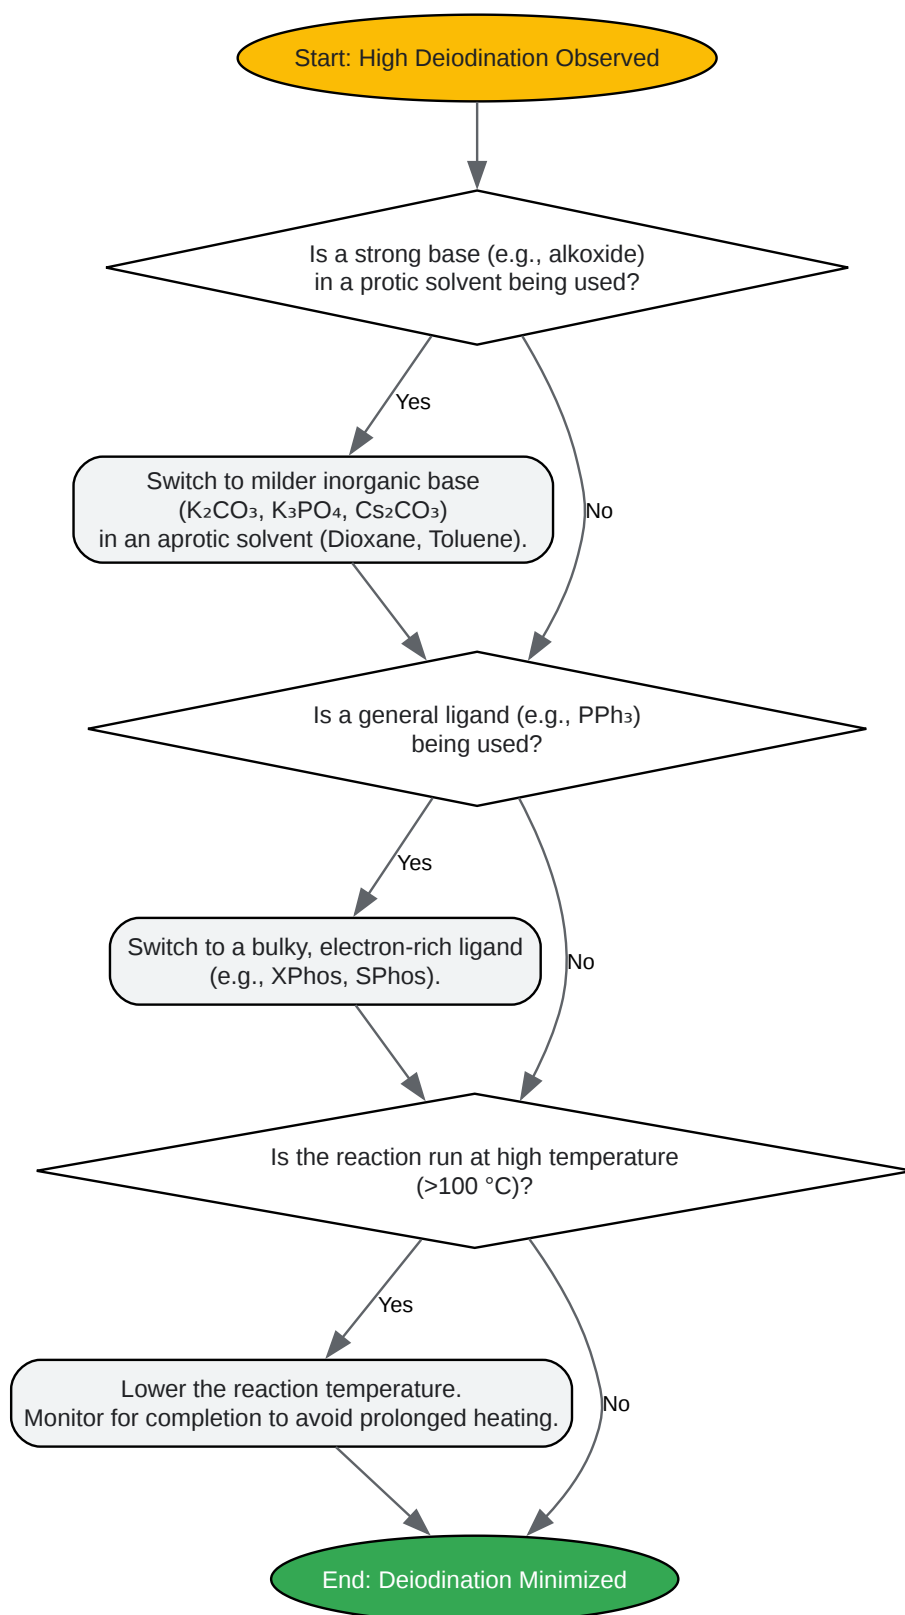 Start: High Deiodination Observed
Is a strong base (e.g., alkoxide)
in a protic solvent being used?
Yes
Switch to milder inorganic base
(K₂CO₃, K₃PO₄, Cs₂CO₃)
in an aprotic solvent (Dioxane, Toluene).
No
Is a general ligand (e.g., PPh₃)
being used?
Yes
Switch to a bulky, electron-rich ligand
(e.g., XPhos, SPhos).
No
Is the reaction run at high temperature
(>100 °C)?
Yes
Lower the reaction temperature.
Monitor for completion to avoid prolonged heating.
No
End: Deiodination Minimized